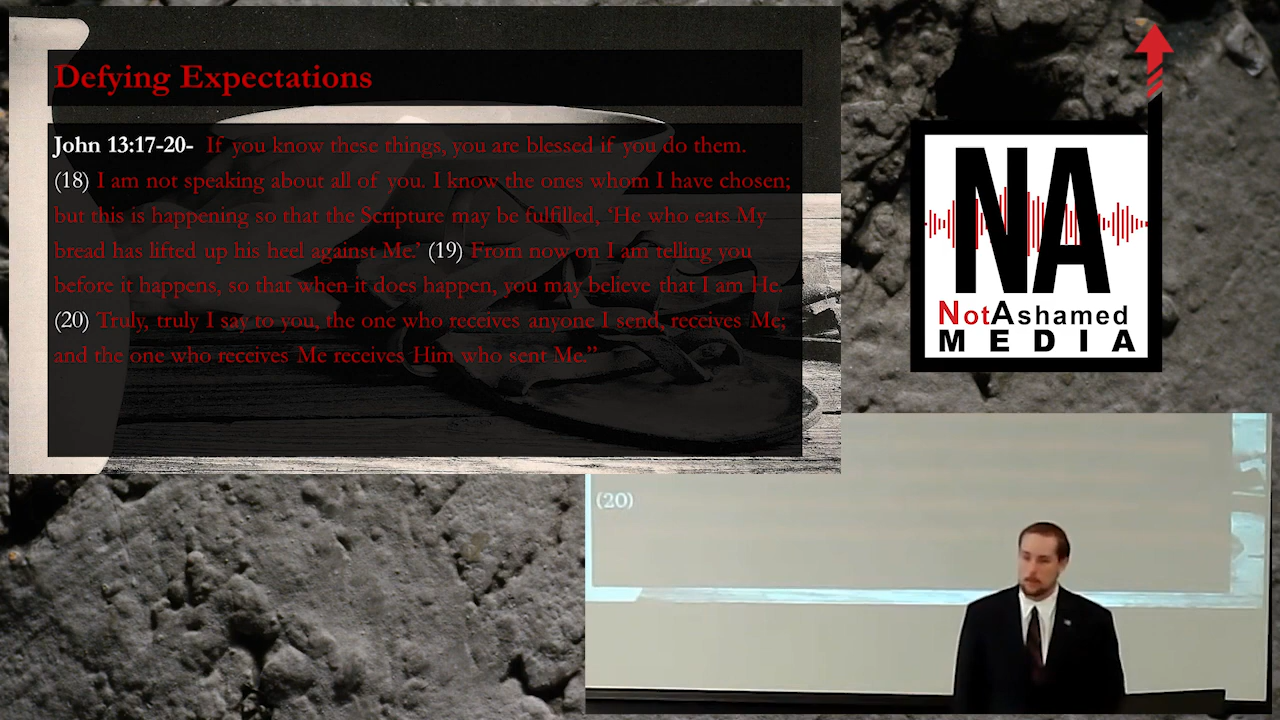 Defying Expectations
John 13:17-20- If you know these things, you are blessed if you do them.
(18) I am not speaking about all of you. I know the ones whom I have chosen;
but this is happening so that the Scripture may be fulfilled, ‘He who eats My
bread has lifted up his heel against Me.’ (19) From now on I am telling you
before it happens, so that when it does happen, you may believe that I am He.
(20) Truly, truly I say to you, the one who receives anyone I send, receives Me;
and the one who receives Me receives Him who sent Me.”
NA
NotAshamed
MEDIA
(20)